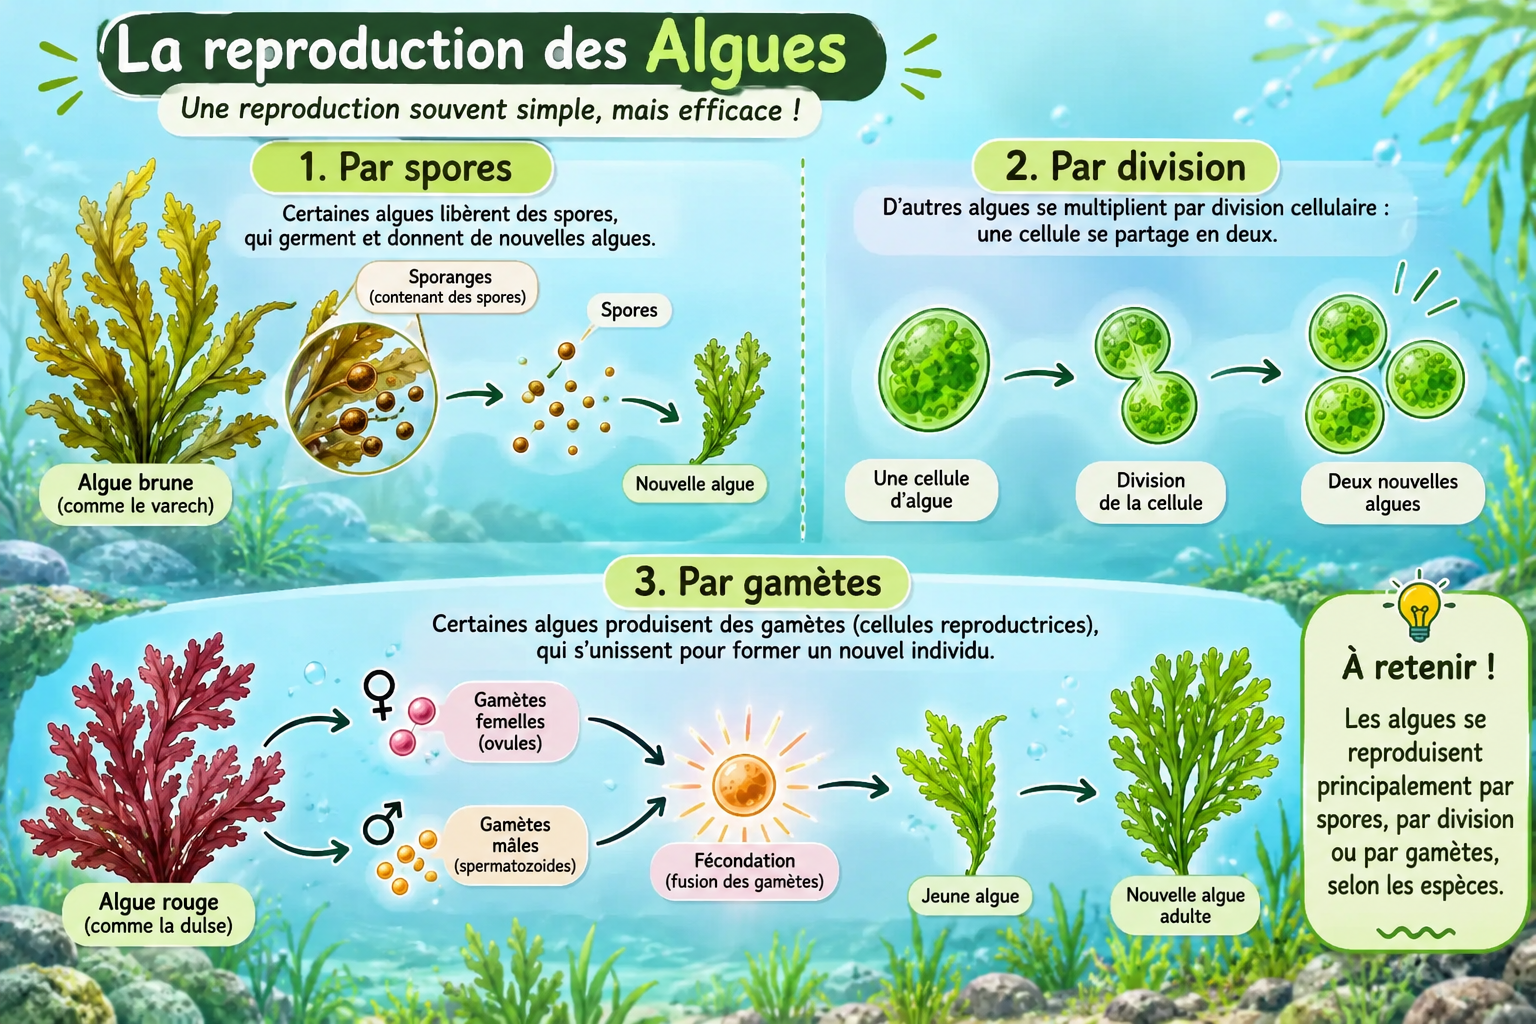 La reproduction des Algues
Une reproduction souvent simple, mais efficace !
1. Par spores
Certaines algues libèrent des spores,
qui germent et donnent de nouvelles algues.
Sporanges
(contenant des spores)
Spores
Algue brune
(comme le varech)
Nouvelle algue
2. Par division
D'autres algues se multiplient par division cellulaire :
une cellule se partage en deux.
Une cellule
d'algue
Division
de la cellule
Deux nouvelles
algues
3. Par gamètes
Certaines algues produisent des gamètes (cellules reproductrices),
qui s'unissent pour former un nouvel individu.
Algue rouge
(comme la dulse)
♀
Gamètes
femelles
(ovules)
♂
Gamètes
mâles
(spermatozoides)
Fécondation
(fusion des gamètes)
Jeune algue
Nouvelle algue
adulte
À retenir !
Les algues se
reproduisent
principalement par
spores, par division
ou par gamètes,
selon les espèces.